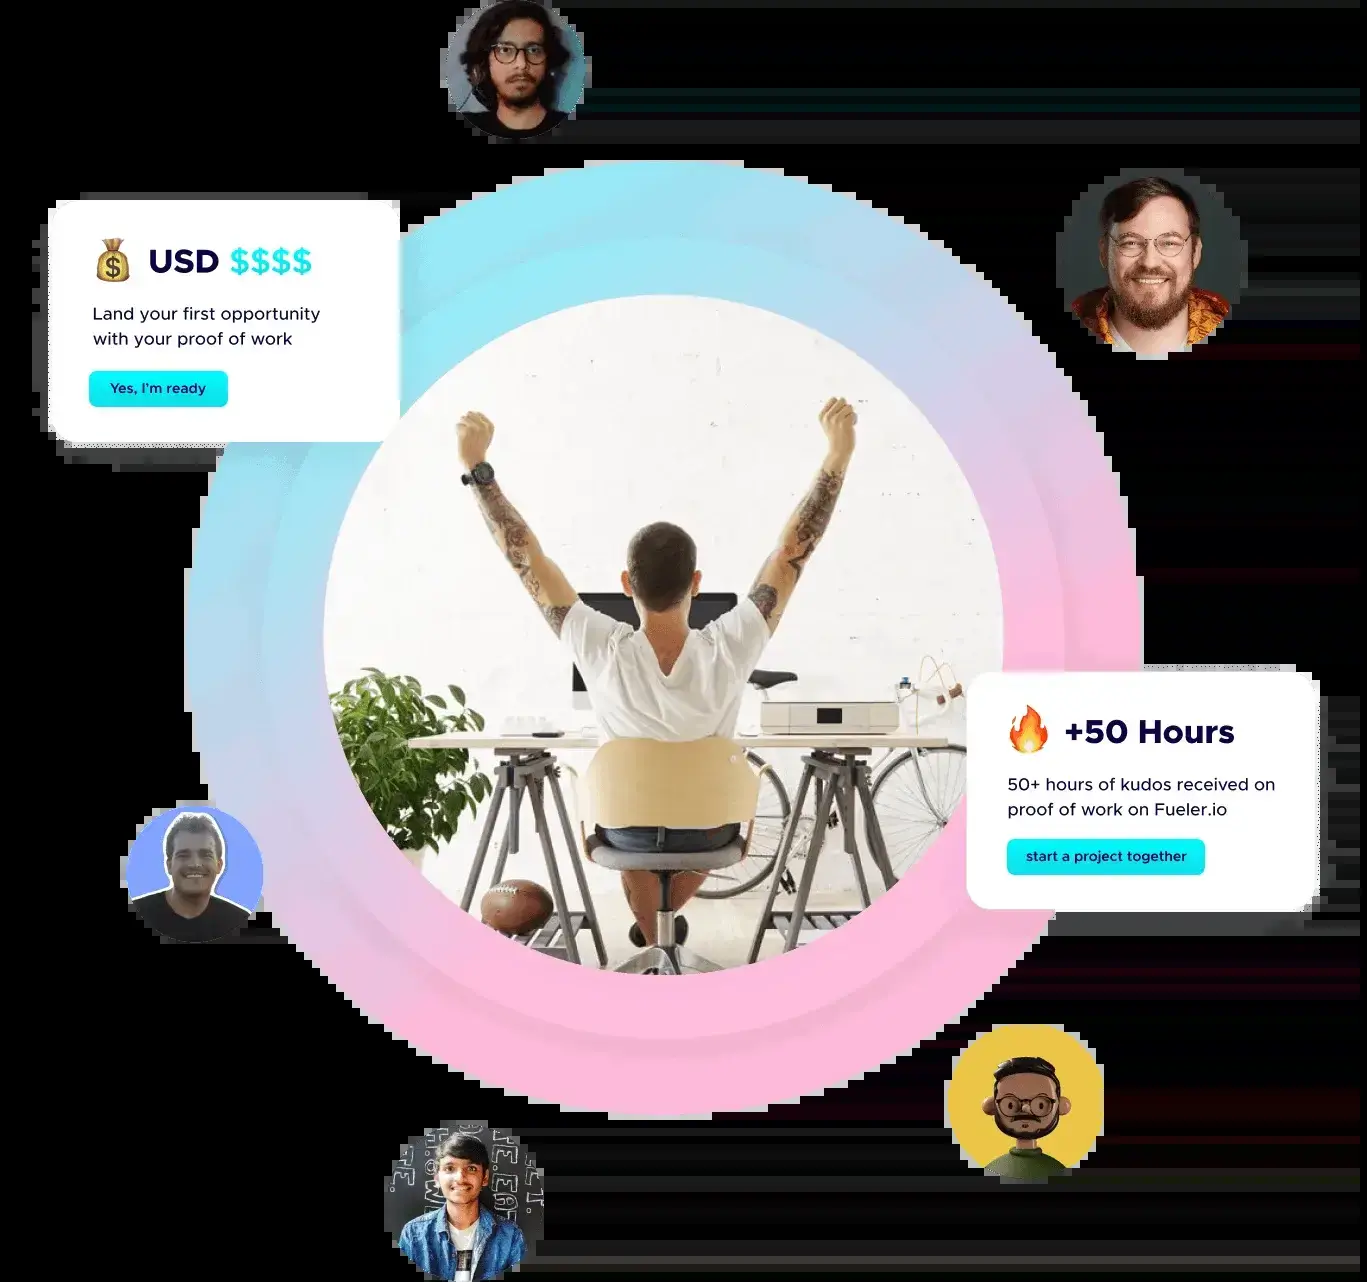 USD $$$$
Land your first opportunity
with your proof of work
Yes, I'm ready
+50 Hours
50+ hours of kudos received on
proof of work on Fueler.io
start a project together